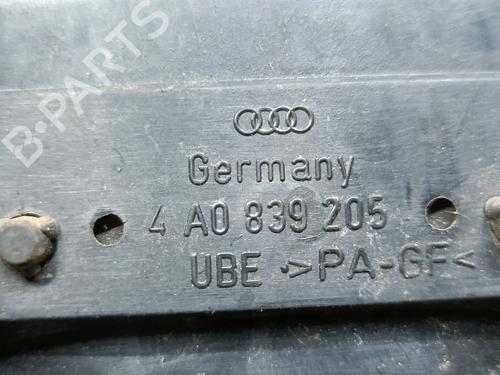 B-PARTS
Germany
4 A0 839 205
UBE >PA-GF<